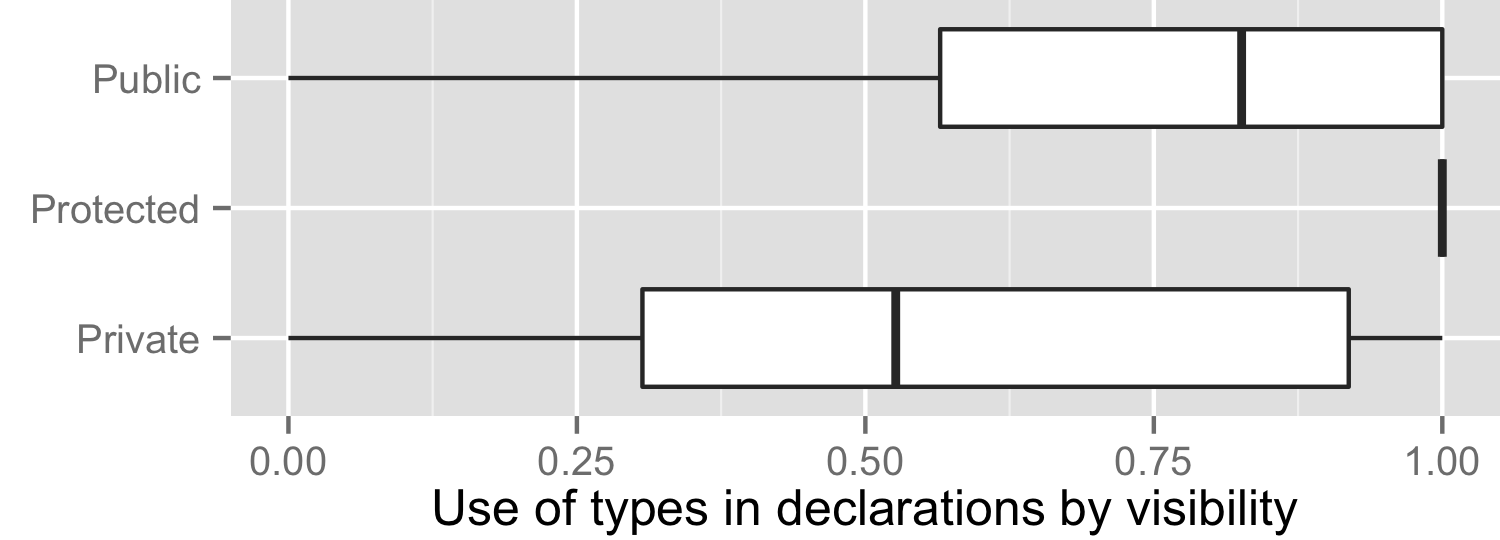 Public
Protected
Private
0.00 0.25 0.50 0.75 1.00
Use of types in declarations by visibility